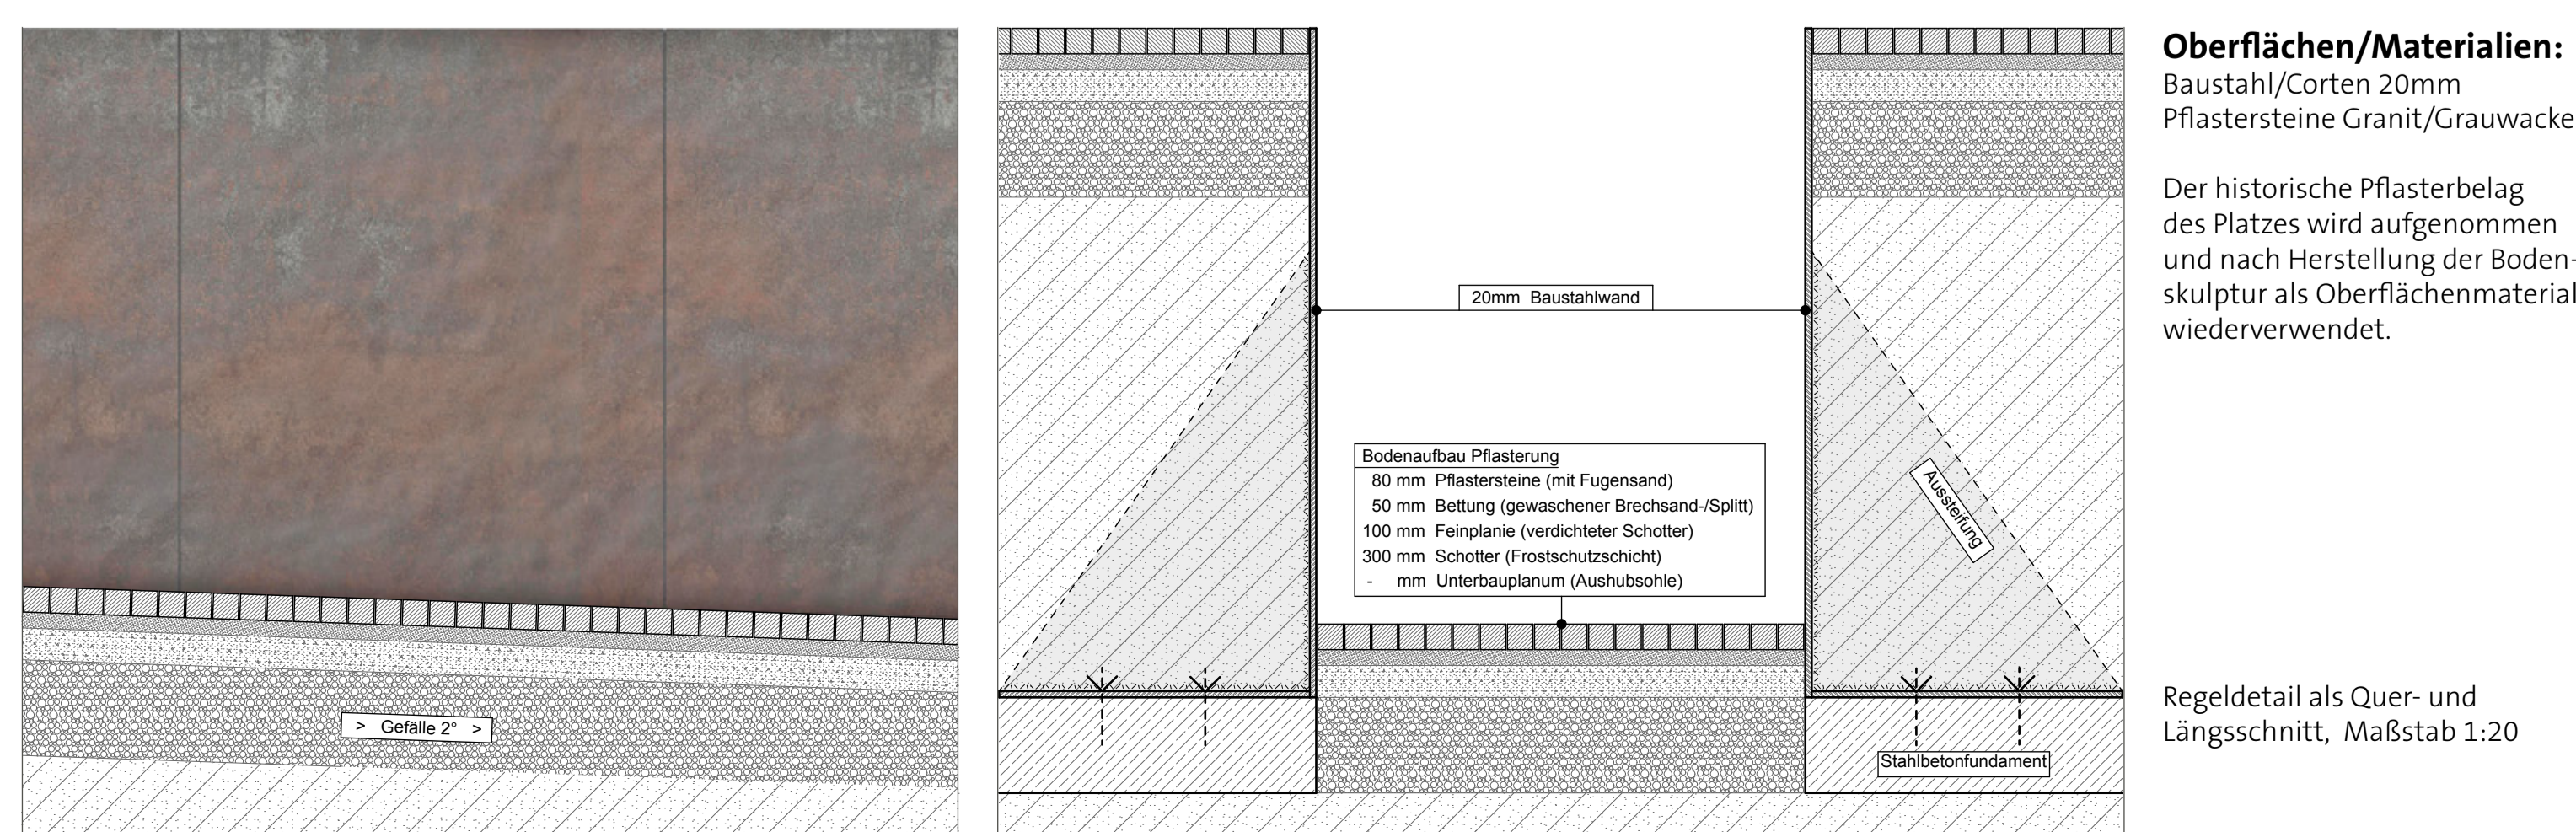 Oberflächen/Materialien:
Baustahl/Corten 20mm
Pflastersteine Granit/Grauwacke
Der historische Pflasterbelag
des Platzes wird aufgenommen
und nach Herstellung der Boden-
skulptur als Oberflächenmaterial
wiederverwendet.
20mm Baustahlwand
Bodenaufbau Pflasterung
80 mm Pflastersteine (mit Fugensand)
50 mm Bettung (gewaschener Brechsand-/Splitt)
100 mm Feinplanie (verdichteter Schotter)
300 mm Schotter (Frostschutzschicht)
- mm Unterbauplanum (Aushubsohle)
Aussteifung
> Gefälle 2° >
Stahlbetonfundament
Regeldetail als Quer- und
Längsschnitt, Maßstab 1:20